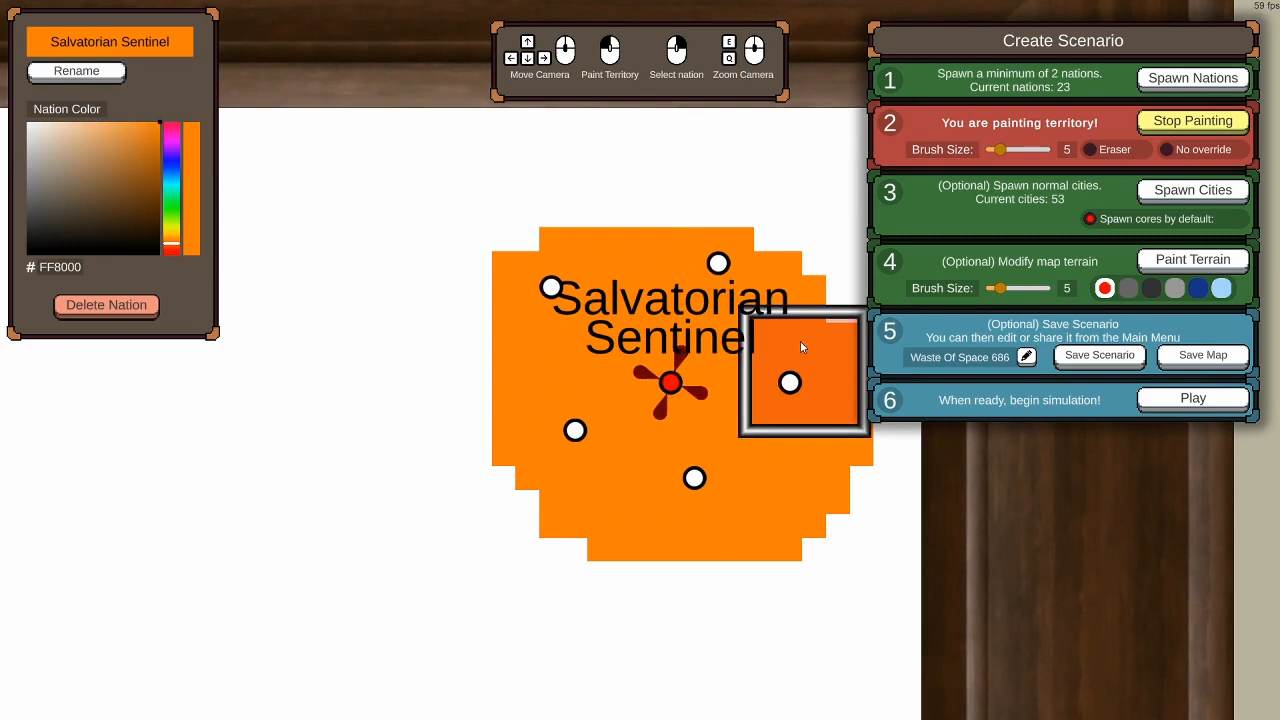 59 fps
Salvatorian Sentinel
Rename
Nation Color
# FF8000
Delete Nation
E
Q
Move Camera
Paint Territory
Select nation
Zoom Camera
Salvatorian
Sentinel
Create Scenario
1
Spawn a minimum of 2 nations.
Current nations: 23
Spawn Nations
2
You are painting territory!
Stop Painting
Brush Size:
5
Eraser
No override
3
(Optional) Spawn normal cities.
Current cities: 53
Spawn Cities
Spawn cores by default:
4
(Optional) Modify map terrain
Paint Terrain
Brush Size:
5
5
(Optional) Save Scenario
You can then edit or share it from the Main Menu
Waste Of Space 686
Save Scenario
Save Map
6
When ready, begin simulation!
Play